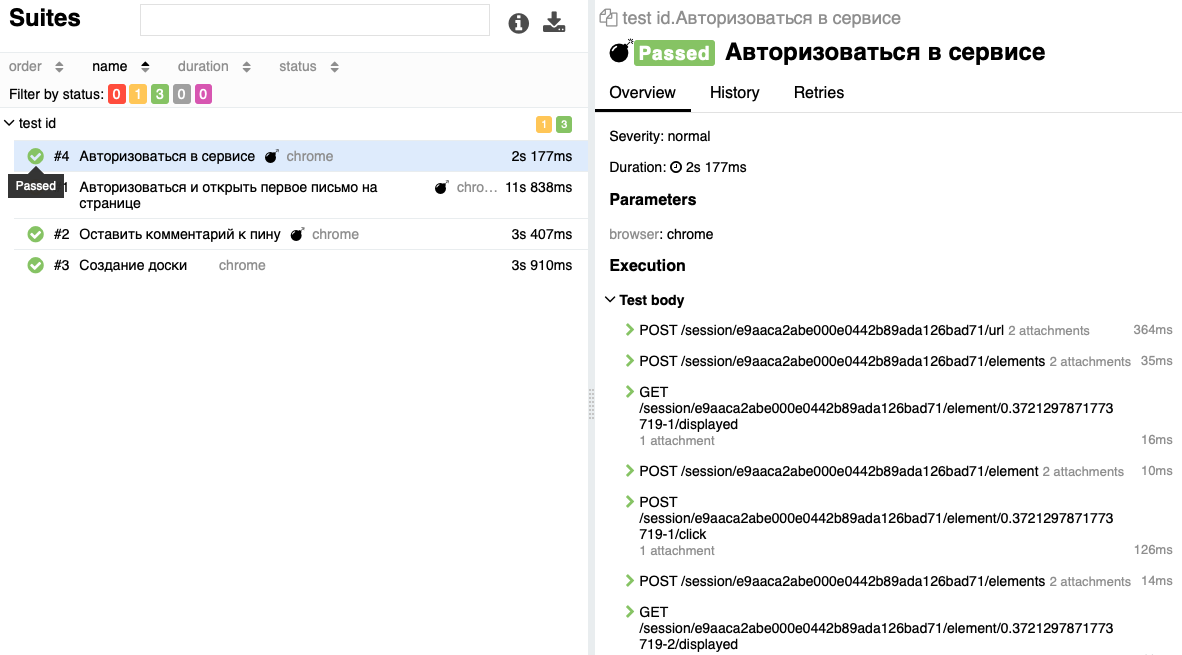 Suites
order name duration status
Filter by status: 0 1 3 0 0
test id 1 3
#4 Авторизоваться в сервисе chrome 2s 177ms
Passed
1 Авторизоваться и открыть первое письмо на chro... 11s 838ms
странице
#2 Оставить комментарий к пину chrome 3s 407ms
#3 Создание доски chrome 3s 910ms
test id.Авторизоваться в сервисе
Passed Авторизоваться в сервисе
Overview History Retries
Severity: normal
Duration: 2s 177ms
Parameters
browser: chrome
Execution
Test body
POST /session/e9aaca2abe000e0442b89ada126bad71/url 2 attachments 364ms
POST /session/e9aaca2abe000e0442b89ada126bad71/elements 2 attachments 35ms
GET
/session/e9aaca2abe000e0442b89ada126bad71/element/0.3721297871773
719-1/displayed
1 attachment 16ms
POST /session/e9aaca2abe000e0442b89ada126bad71/element 2 attachments 10ms
POST
/session/e9aaca2abe000e0442b89ada126bad71/element/0.3721297871773
719-1/click
1 attachment 126ms
POST /session/e9aaca2abe000e0442b89ada126bad71/elements 2 attachments 14ms
GET
/session/e9aaca2abe000e0442b89ada126bad71/element/0.3721297871773
719-2/displayed